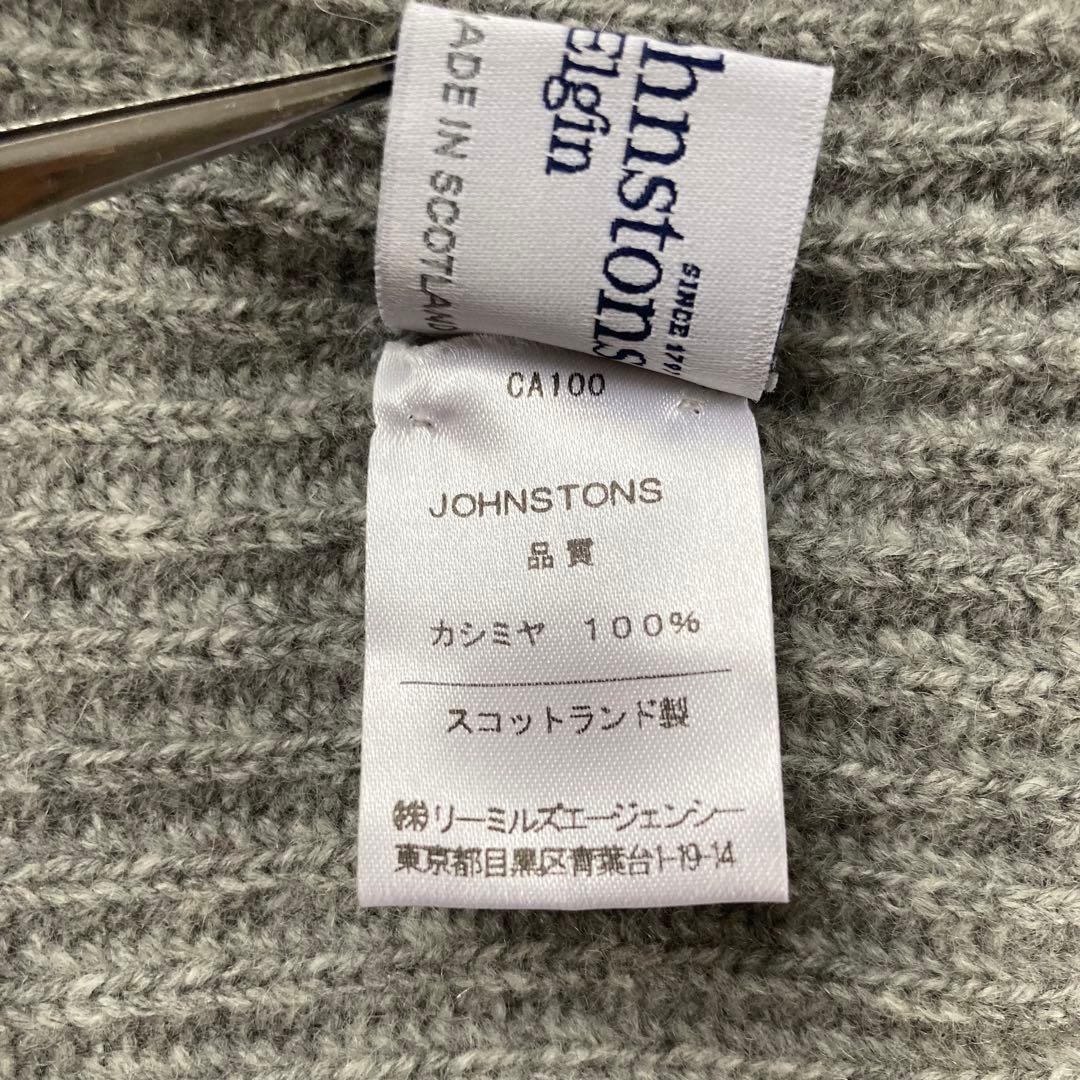 hnstons
Elgin
SINCE 179
ADE IN SCOTLAND
CA100
JOHNSTONS
品質
カシミヤ 100%
スコットランド製
㈱リーミルズエージェンシー
東京都目黒区青葉台1-19-14